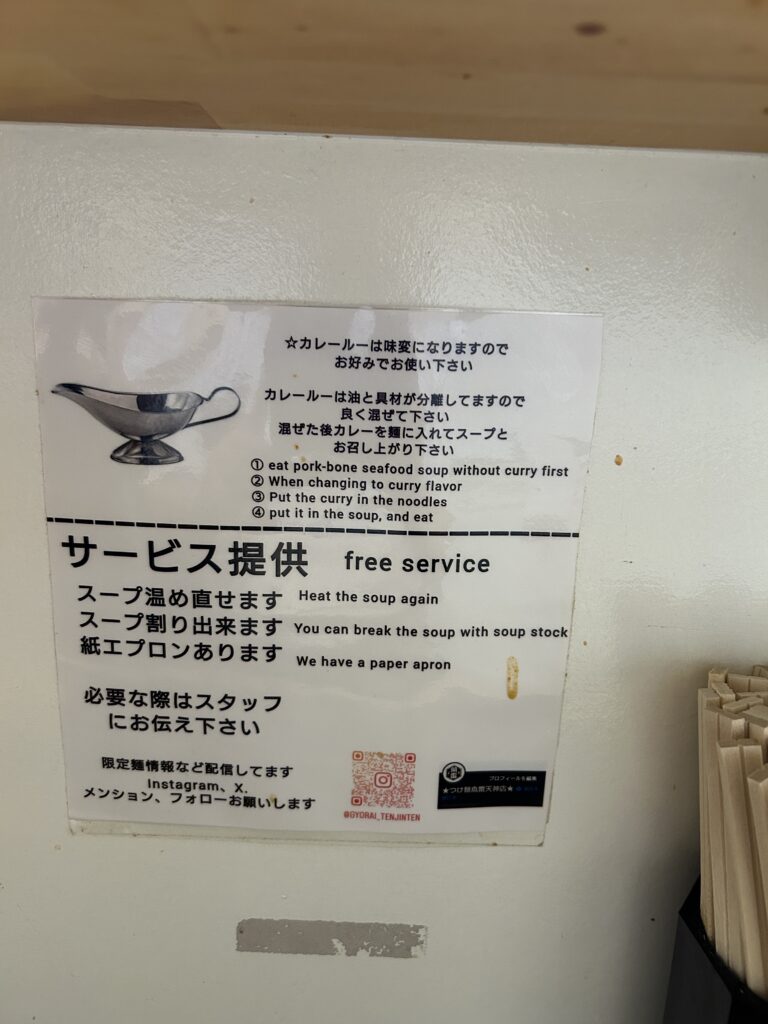 ☆カレールーは味変になりますので
お好みでお使い下さい
カレールーは油と具材が分離してますので
良く混ぜて下さい
混ぜた後カレーを麺に入れてスープと
お召し上がり下さい
① eat pork-bone seafood soup without curry first
② When changing to curry flavor
③ Put the curry in the noodles
④ put it in the soup, and eat
サービス提供 free service
スープ温め直せます Heat the soup again
スープ割り出来ます You can break the soup with soup stock
紙エプロンあります We have a paper apron
必要な際はスタッフ
にお伝え下さい
限定麺情報など配信してます
Instagram、X.
メンション、フォローお願いします
@GYORAI_TENJINTEN
プロフィールを編集